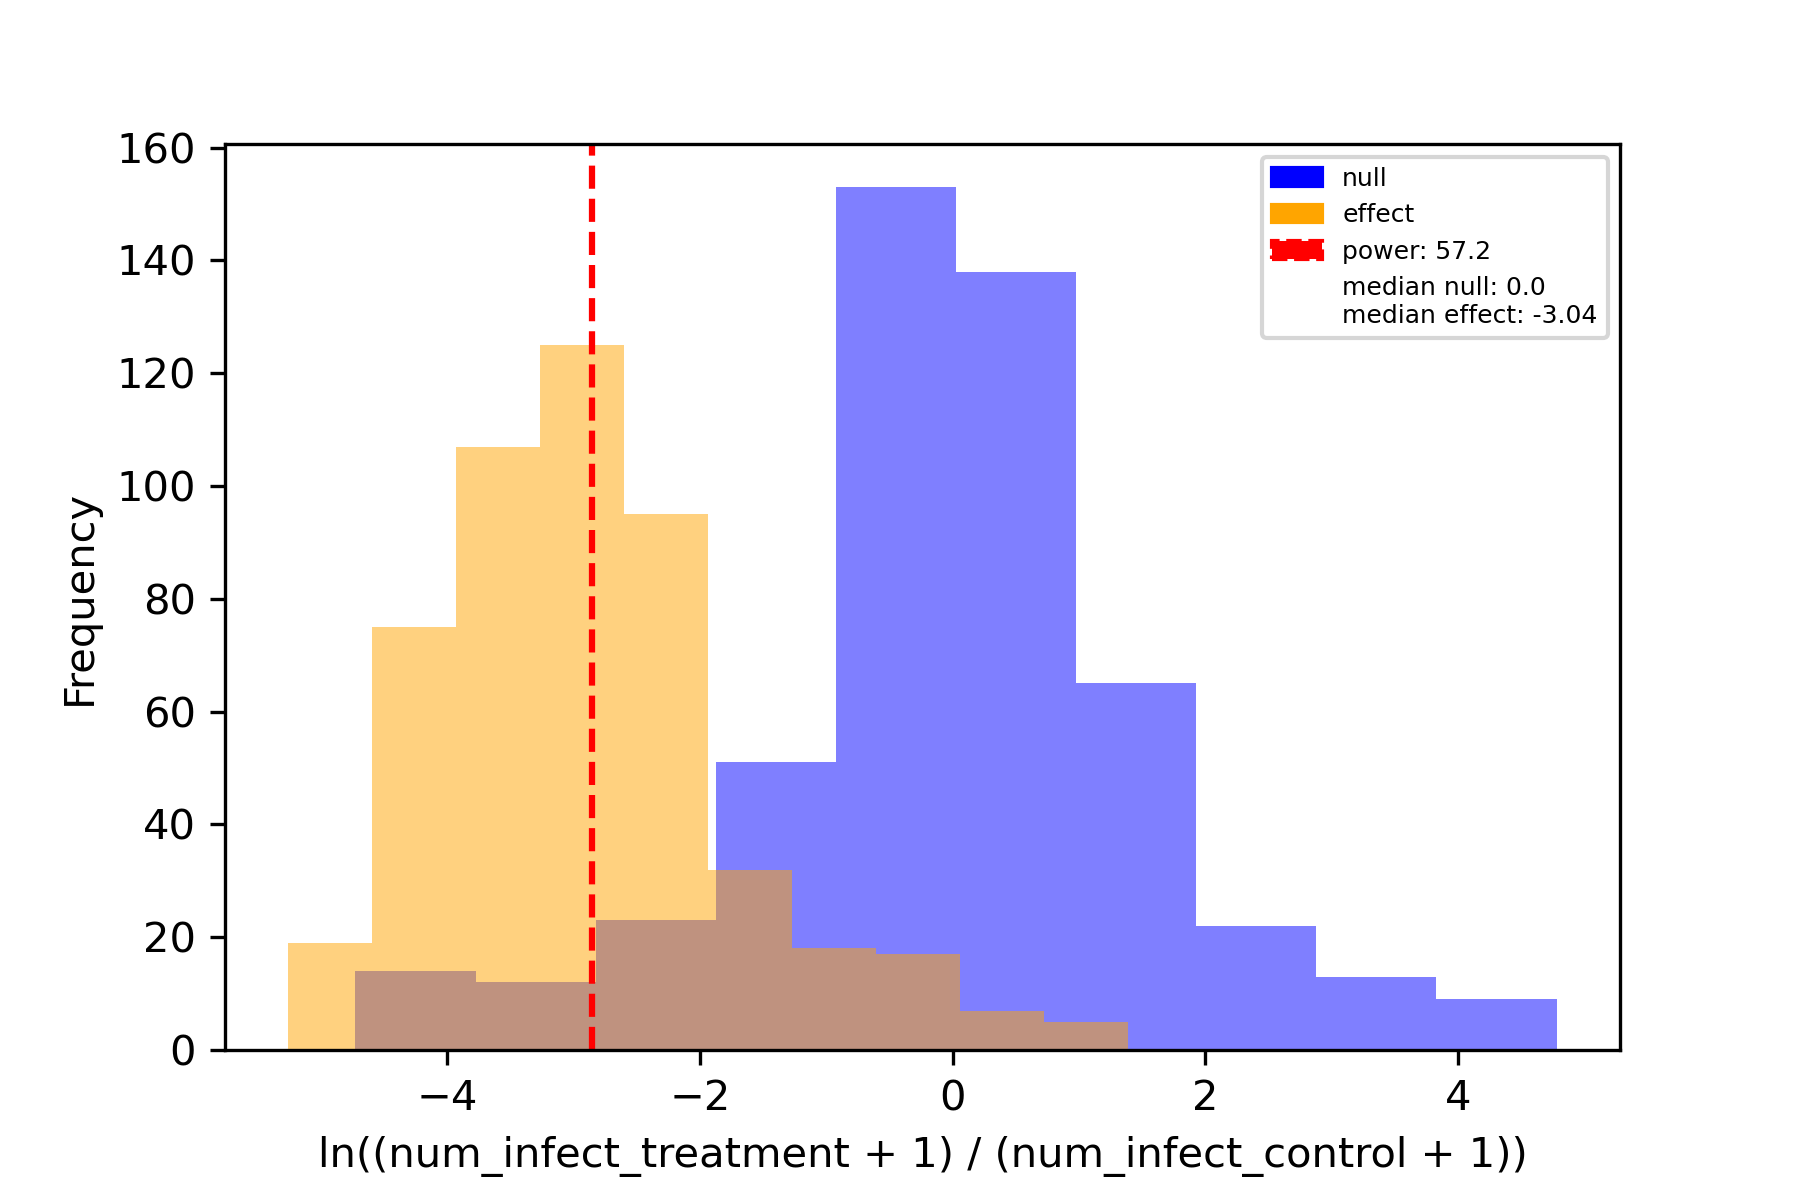 160
140
120
100
80
60
40
20
0
Frequency
null
effect
power: 57.2
median null: 0.0
median effect: -3.04
−4
−2
0
2
4
ln((num_infect_treatment + 1) / (num_infect_control + 1))